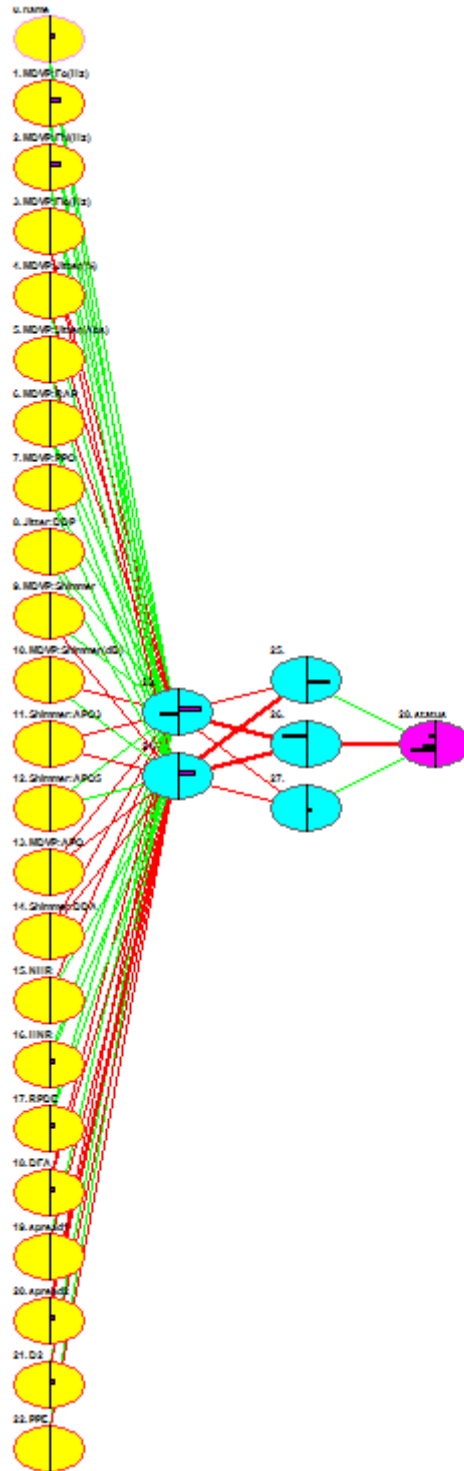 0. name
1. MDVP:Fo(Hz)
2. MDVP:Fhi(Hz)
3. MDVP:Flo(Hz)
4. MDVP:Jitter(%)
5. MDVP:Jitter(Abs)
6. MDVP:RAP
7. MDVP:PPQ
8. Jitter:DDP
9. MDVP:Shimmer
10. MDVP:Shimmer(dB)
11. Shimmer:APQ3
12. Shimmer:APQ5
13. MDVP:APQ
14. Shimmer:DDA
15. NHR
16. HNR
17. RPDE
18. DFA
19. spread1
20. spread2
21. D2
22. PPE
25.
26.
27.
28.